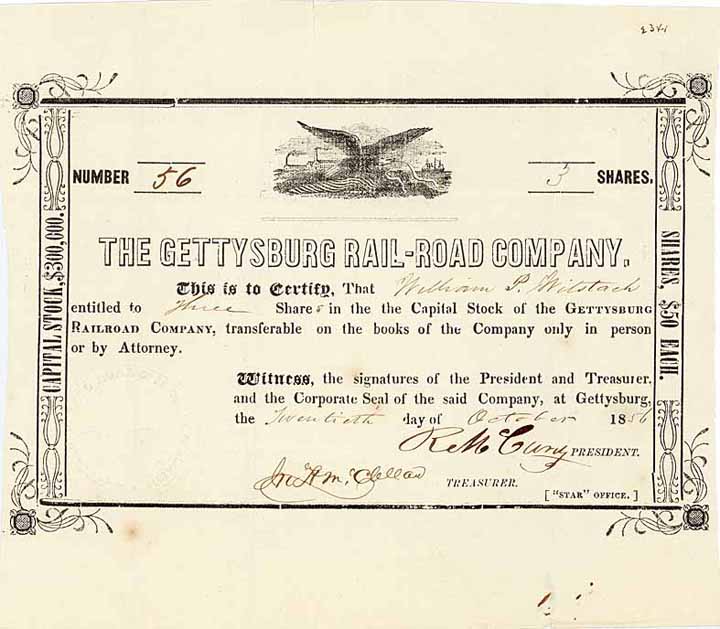 NUMBER 56
3 SHARES.
CAPITAL STOCK, $300,000.
SHARES, $50 EACH.
THE GETTYSBURG RAIL-ROAD COMPANY.
This is to Certify, That William P. Wilstach
entitled to Three Shares in the the Capital Stock of the GETTYSBURG
RAILROAD COMPANY, transferable on the books of the Company only in person
or by Attorney.
Witness, the signatures of the President and Treasurer.
and the Corporate Seal of the said Company, at Gettysburg,
the Twentieth day of October 1856
R McCurdy PRESIDENT.
Jno. H. McClellan TREASURER.
[ "STAR" OFFICE. ]